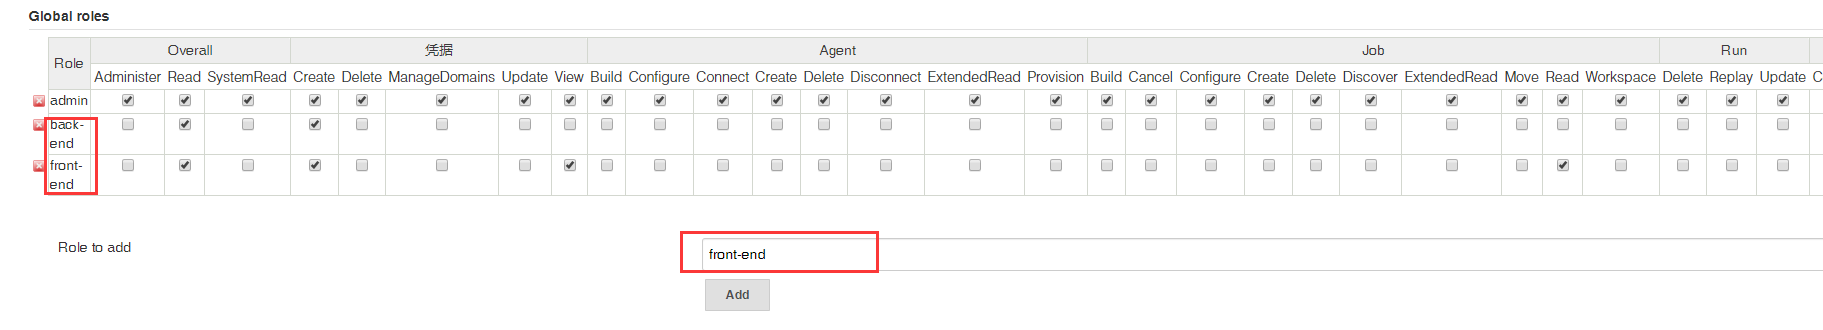 Global roles
Role Overall 凭据 Agent Job Run
Administer Read SystemRead Create Delete ManageDomains Update View Build Configure Connect Create Delete Disconnect ExtendedRead Provision Build Cancel Configure Create Delete Discover ExtendedRead Move Read Workspace Delete Replay Update C
admin
back-
end
front-
end
Role to add
front-end
Add